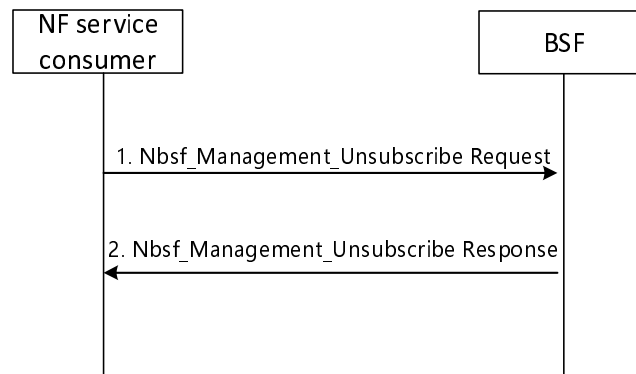 NF service
consumer
BSF
1. Nbsf_Management_Unsubscribe Request
2. Nbsf_Management_Unsubscribe Response